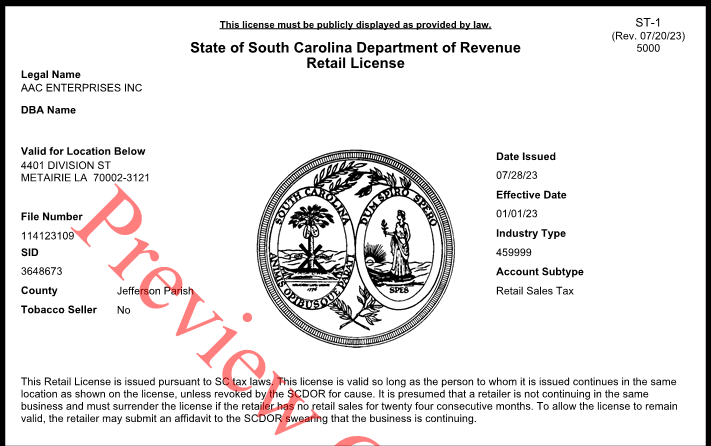 This license must be publicly displayed as provided by law.
ST-1
(Rev. 07/20/23)
5000
State of South Carolina Department of Revenue
Retail License
Legal Name
AAC ENTERPRISES INC
DBA Name
Valid for Location Below
4401 DIVISION ST
METAIRIE LA  70002-3121
File Number
114123109
SID
3648673
County Jefferson Parish
Tobacco Seller No
SOUTH CAROLINA
DUM SPIRO SPERO
ANIMIS OPIBUSQUE PARATI
SPES
Date Issued
07/28/23
Effective Date
01/01/23
Industry Type
459999
Account Subtype
Retail Sales Tax
Preview
This Retail License is issued pursuant to SC tax laws. This license is valid so long as the person to whom it is issued continues in the same
location as shown on the license, unless revoked by the SCDOR for cause. It is presumed that a retailer is not continuing in the same
business and must surrender the license if the retailer has no retail sales for twenty four consecutive months. To allow the license to remain
valid, the retailer may submit an affidavit to the SCDOR swearing that the business is continuing.